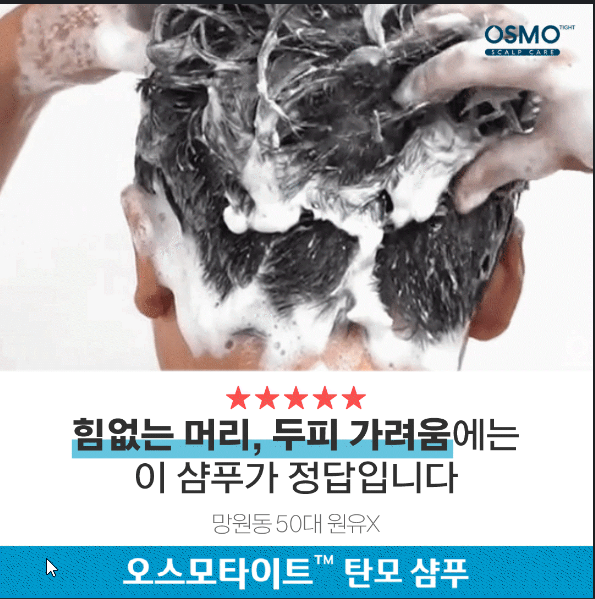 OSMO TIGHT
SCALP CARE
★★★★★
힘없는 머리, 두피 가려움에는
이 샴푸가 정답입니다
망원동 50대 원유X
오스모타이트™ 탄모 샴푸